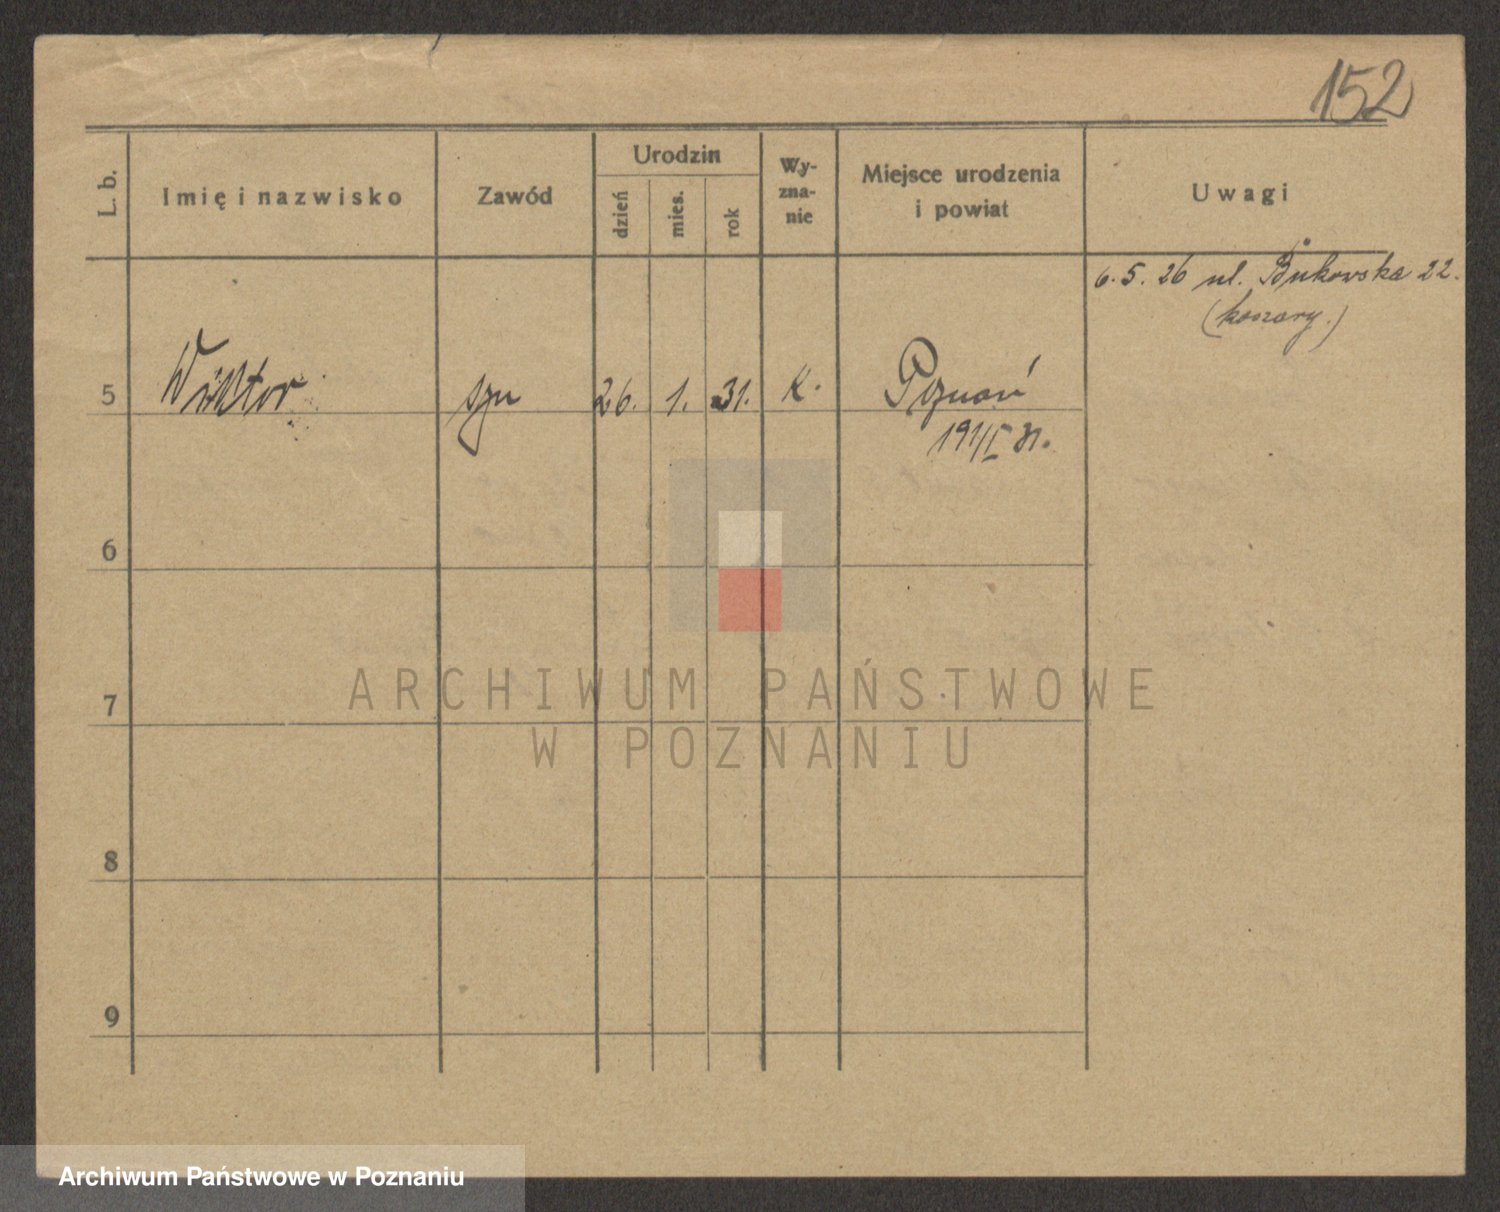 152
L. b.
Imię i nazwisko
Zawód
Urodzin
dzień
mies.
rok
Wy-
zna-
nie
Miejsce urodzenia
i powiat
Uwagi
6. 5. 26 ul. Bukowska 22.
(koszary.)
5 Wiktor syn 26. 1. 31. K. Poznań
6
7
8
9
ARCHIWUM PAŃSTWOWE
W POZNANIU
Archiwum Państwowe w Poznaniu